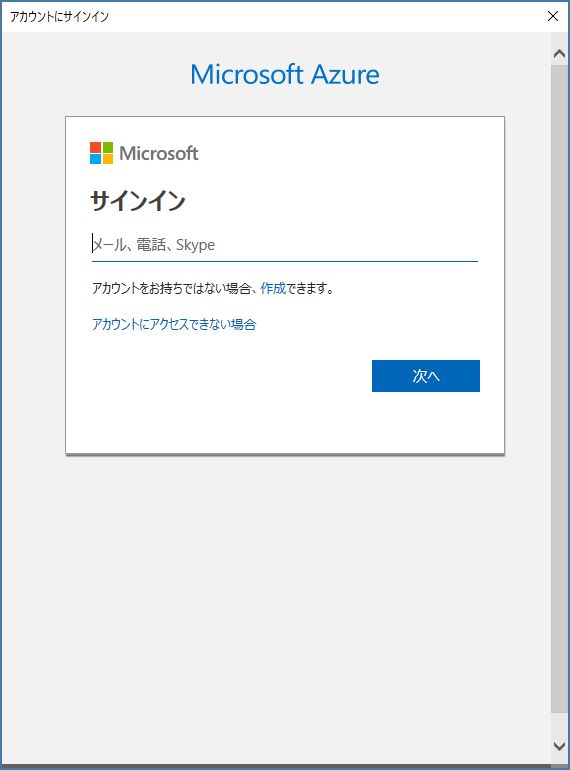 アカウントにサインイン
Microsoft Azure
Microsoft
サインイン
メール、電話、Skype
アカウントをお持ちではない場合、作成できます。
アカウントにアクセスできない場合
次へ